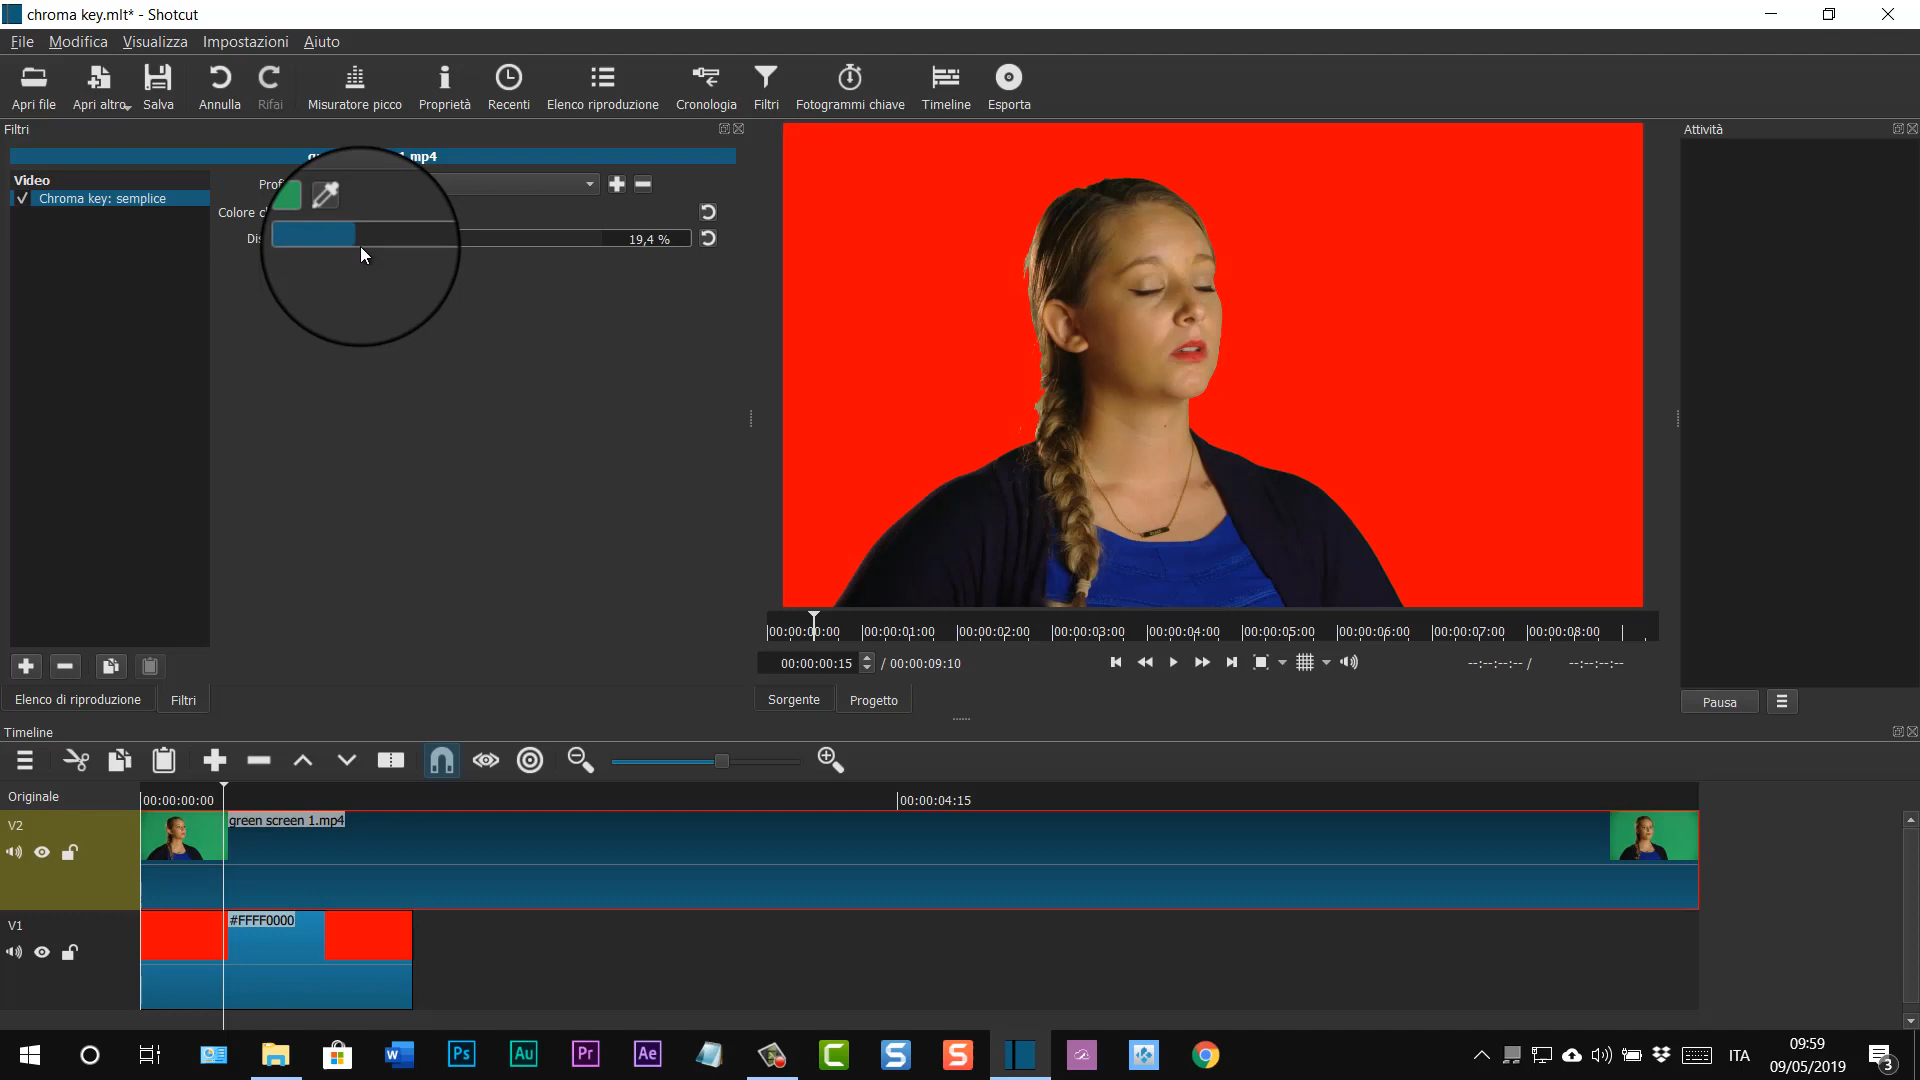 chroma key.mlt* - Shotcut
File Modifica Visualizza Impostazioni Aiuto
Apri file Apri altro Salva Annulla Rifai Misuratore picco Proprietà Recenti Elenco riproduzione Cronologia Filtri Fotogrammi chiave Timeline Esporta
Filtri
Attività
.mp4
Video
Chroma key: semplice
Colore
19,4 %
00:00:00:00 00:00:01:00 00:00:02:00 00:00:03:00 00:00:04:00 00:00:05:00 00:00:06:00 00:00:07:00 00:00:08:00
00:00:00:15 / 00:00:09:10
--:--:--:-- / --:--:--:--
Elenco di riproduzione Filtri
Sorgente Progetto
Pausa
Timeline
Originale
00:00:00:00
00:00:04:15
V2
green screen 1.mp4
V1
#FFFF0000
W Ps Au Pr Ae C S S
ITA
09:59
09/05/2019
3